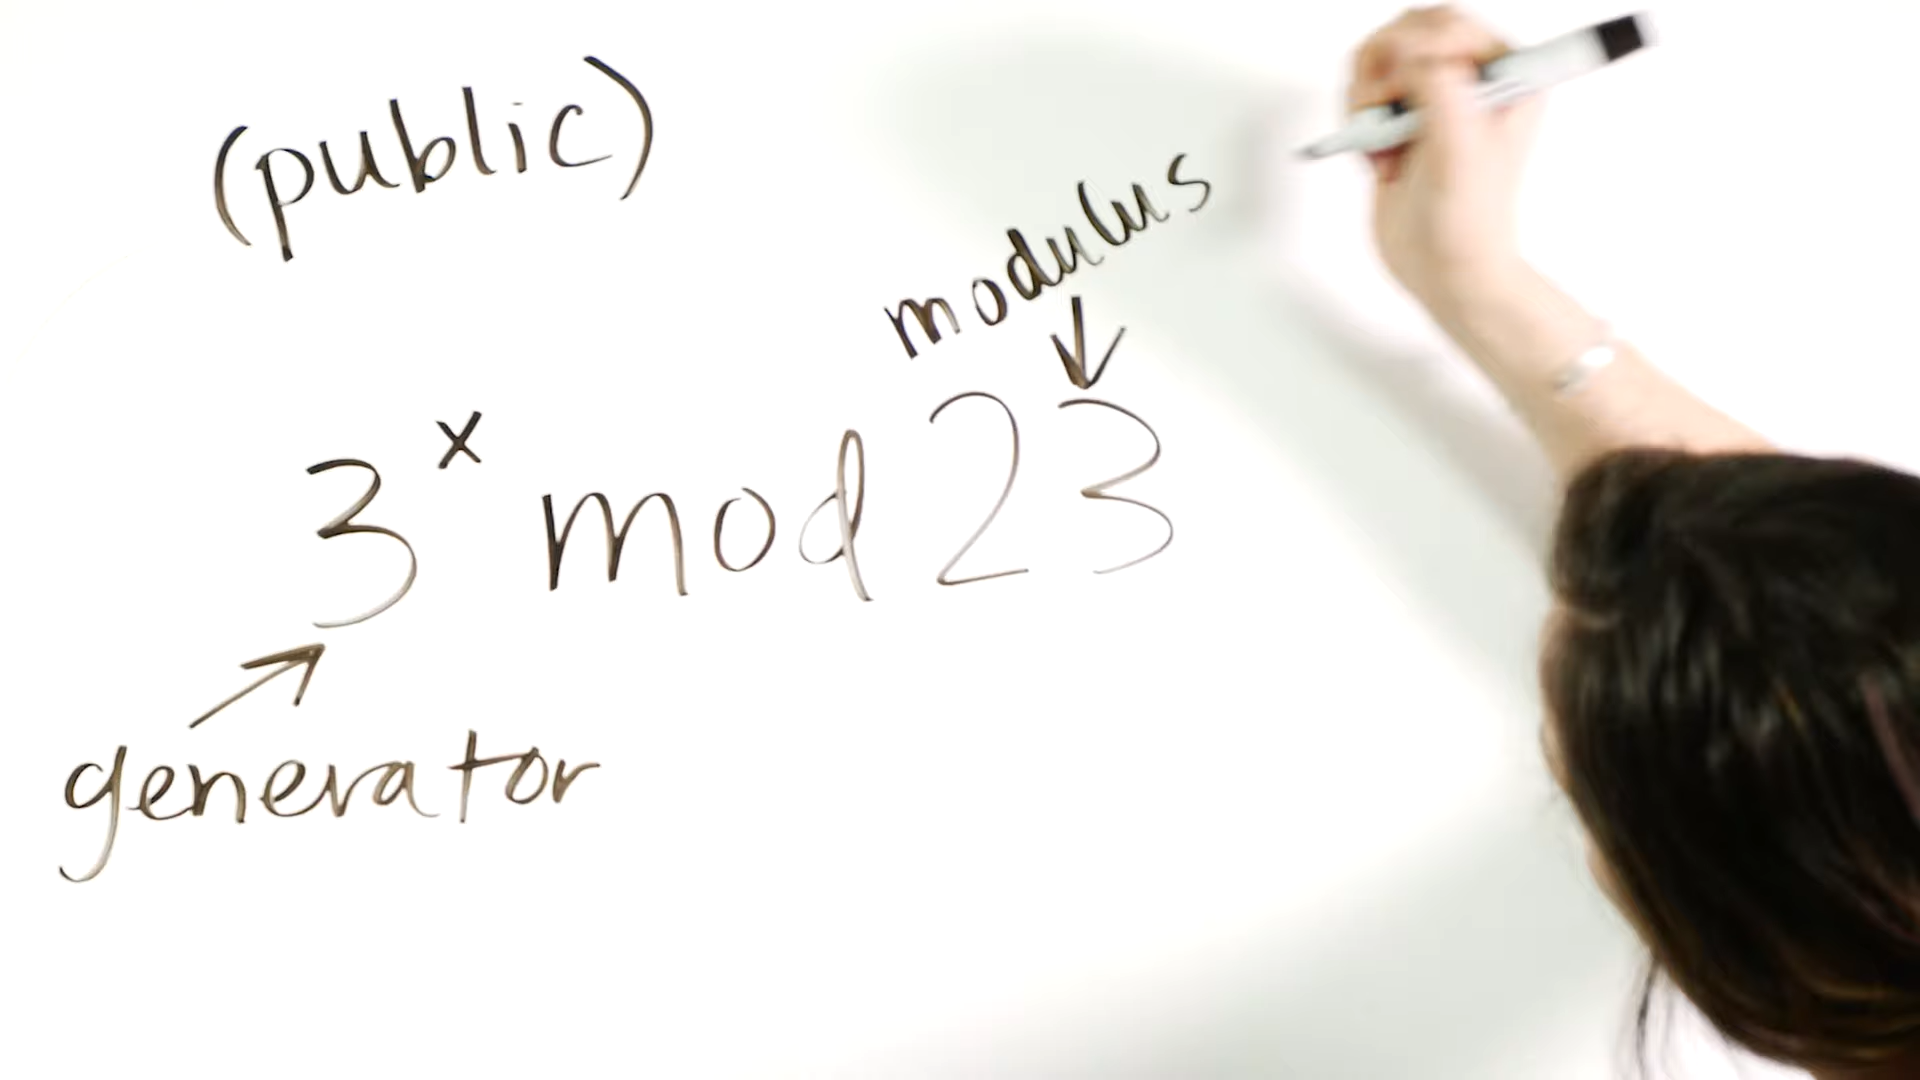 (public)
modulus
3^x mod 23
generator